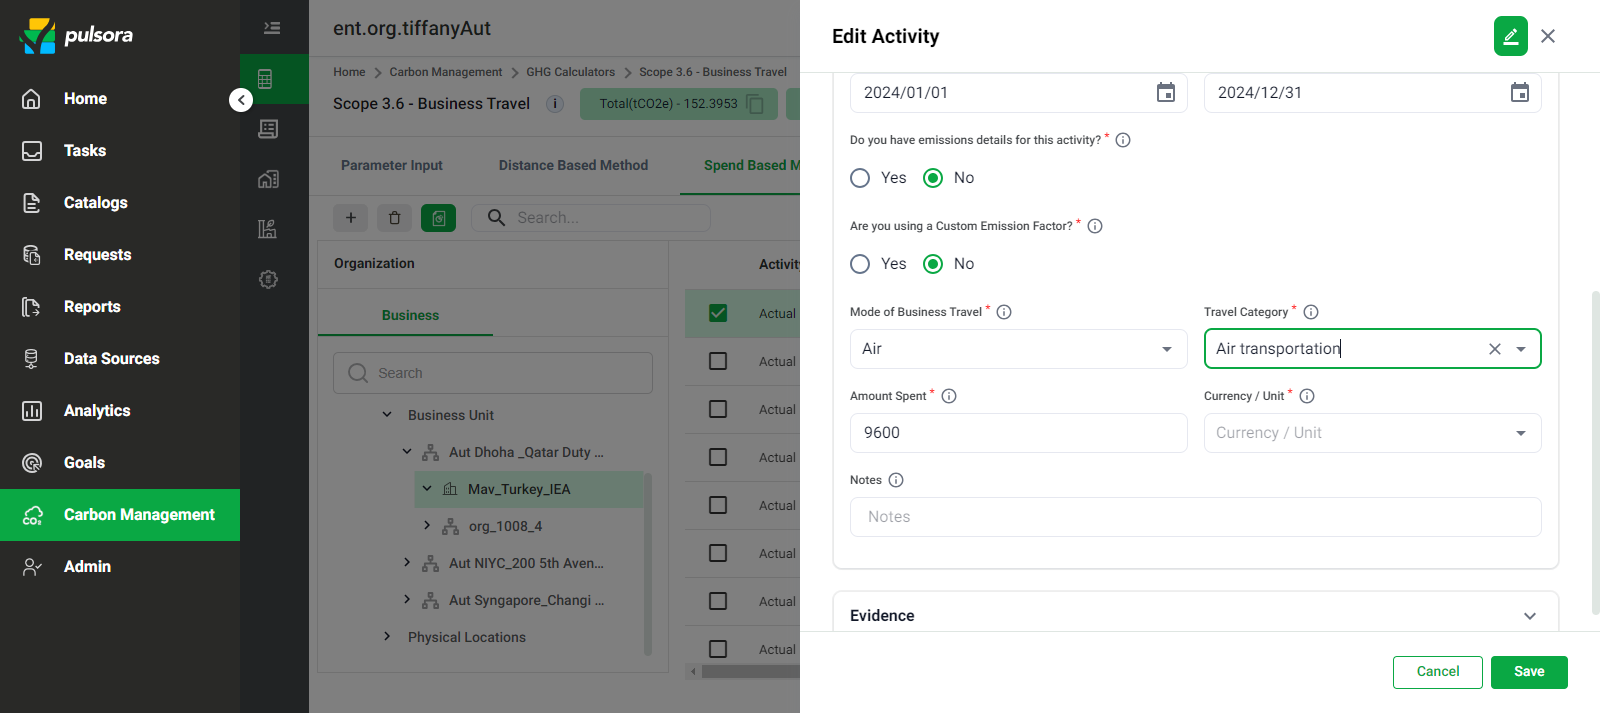 pulsora
Home
Tasks
Catalogs
Requests
Reports
Data Sources
Analytics
Goals
Carbon Management
Admin
ent.org.tiffanyAut
Home > Carbon Management > GHG Calculators > Scope 3.6 - Business Travel
Scope 3.6 - Business Travel
Total(tCO2e) - 152.3953
Parameter Input
Distance Based Method
Spend Based M
Search...
Organization
Business
Search
Business Unit
Aut Dhoha _Qatar Duty ...
Mav_Turkey_IEA
org_1008_4
Aut NIYC_200 5th Aven...
Aut Syngapore_Changi ...
Physical Locations
Activity
Actual
Actual
Actual
Actual
Actual
Actual
Actual
Actual
Edit Activity
2024/01/01
2024/12/31
Do you have emissions details for this activity? *
Yes
No
Are you using a Custom Emission Factor? *
Yes
No
Mode of Business Travel *
Travel Category *
Air
Air transportation
Amount Spent *
Currency / Unit *
9600
Currency / Unit
Notes
Notes
Evidence
Cancel
Save